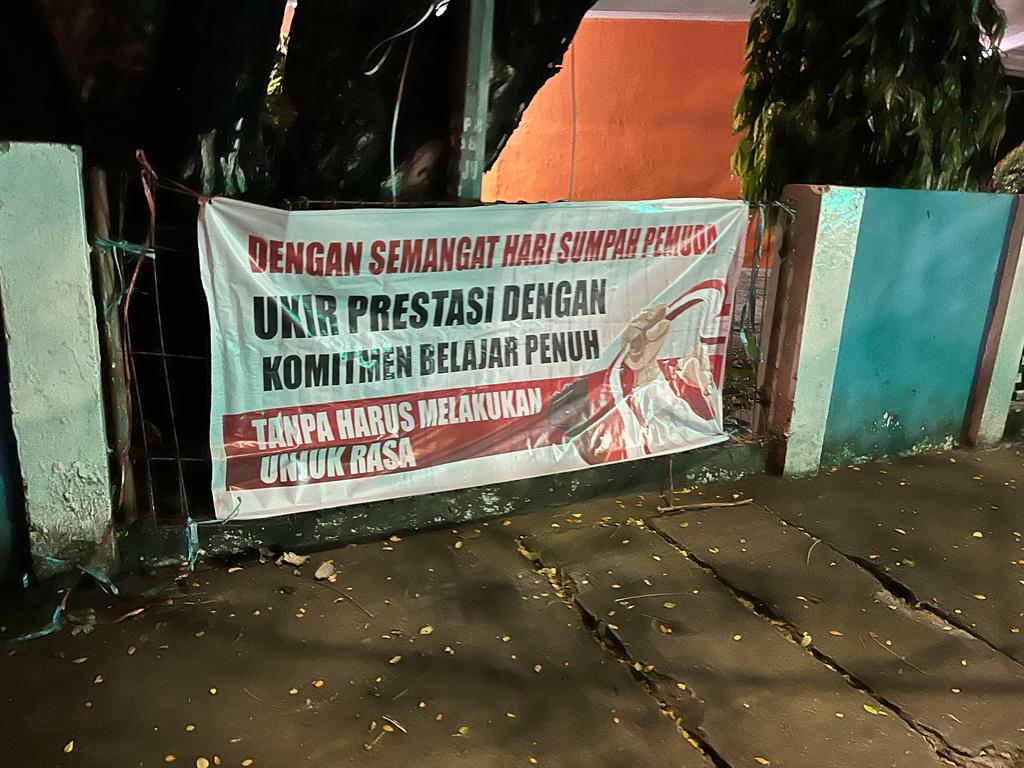 DENGAN SEMANGAT HARI SUMPAH PEMUDA
UKIR PRESTASI DENGAN
KOMITMEN BELAJAR PENUH
TANPA HARUS MELAKUKAN
UNJUK RASA